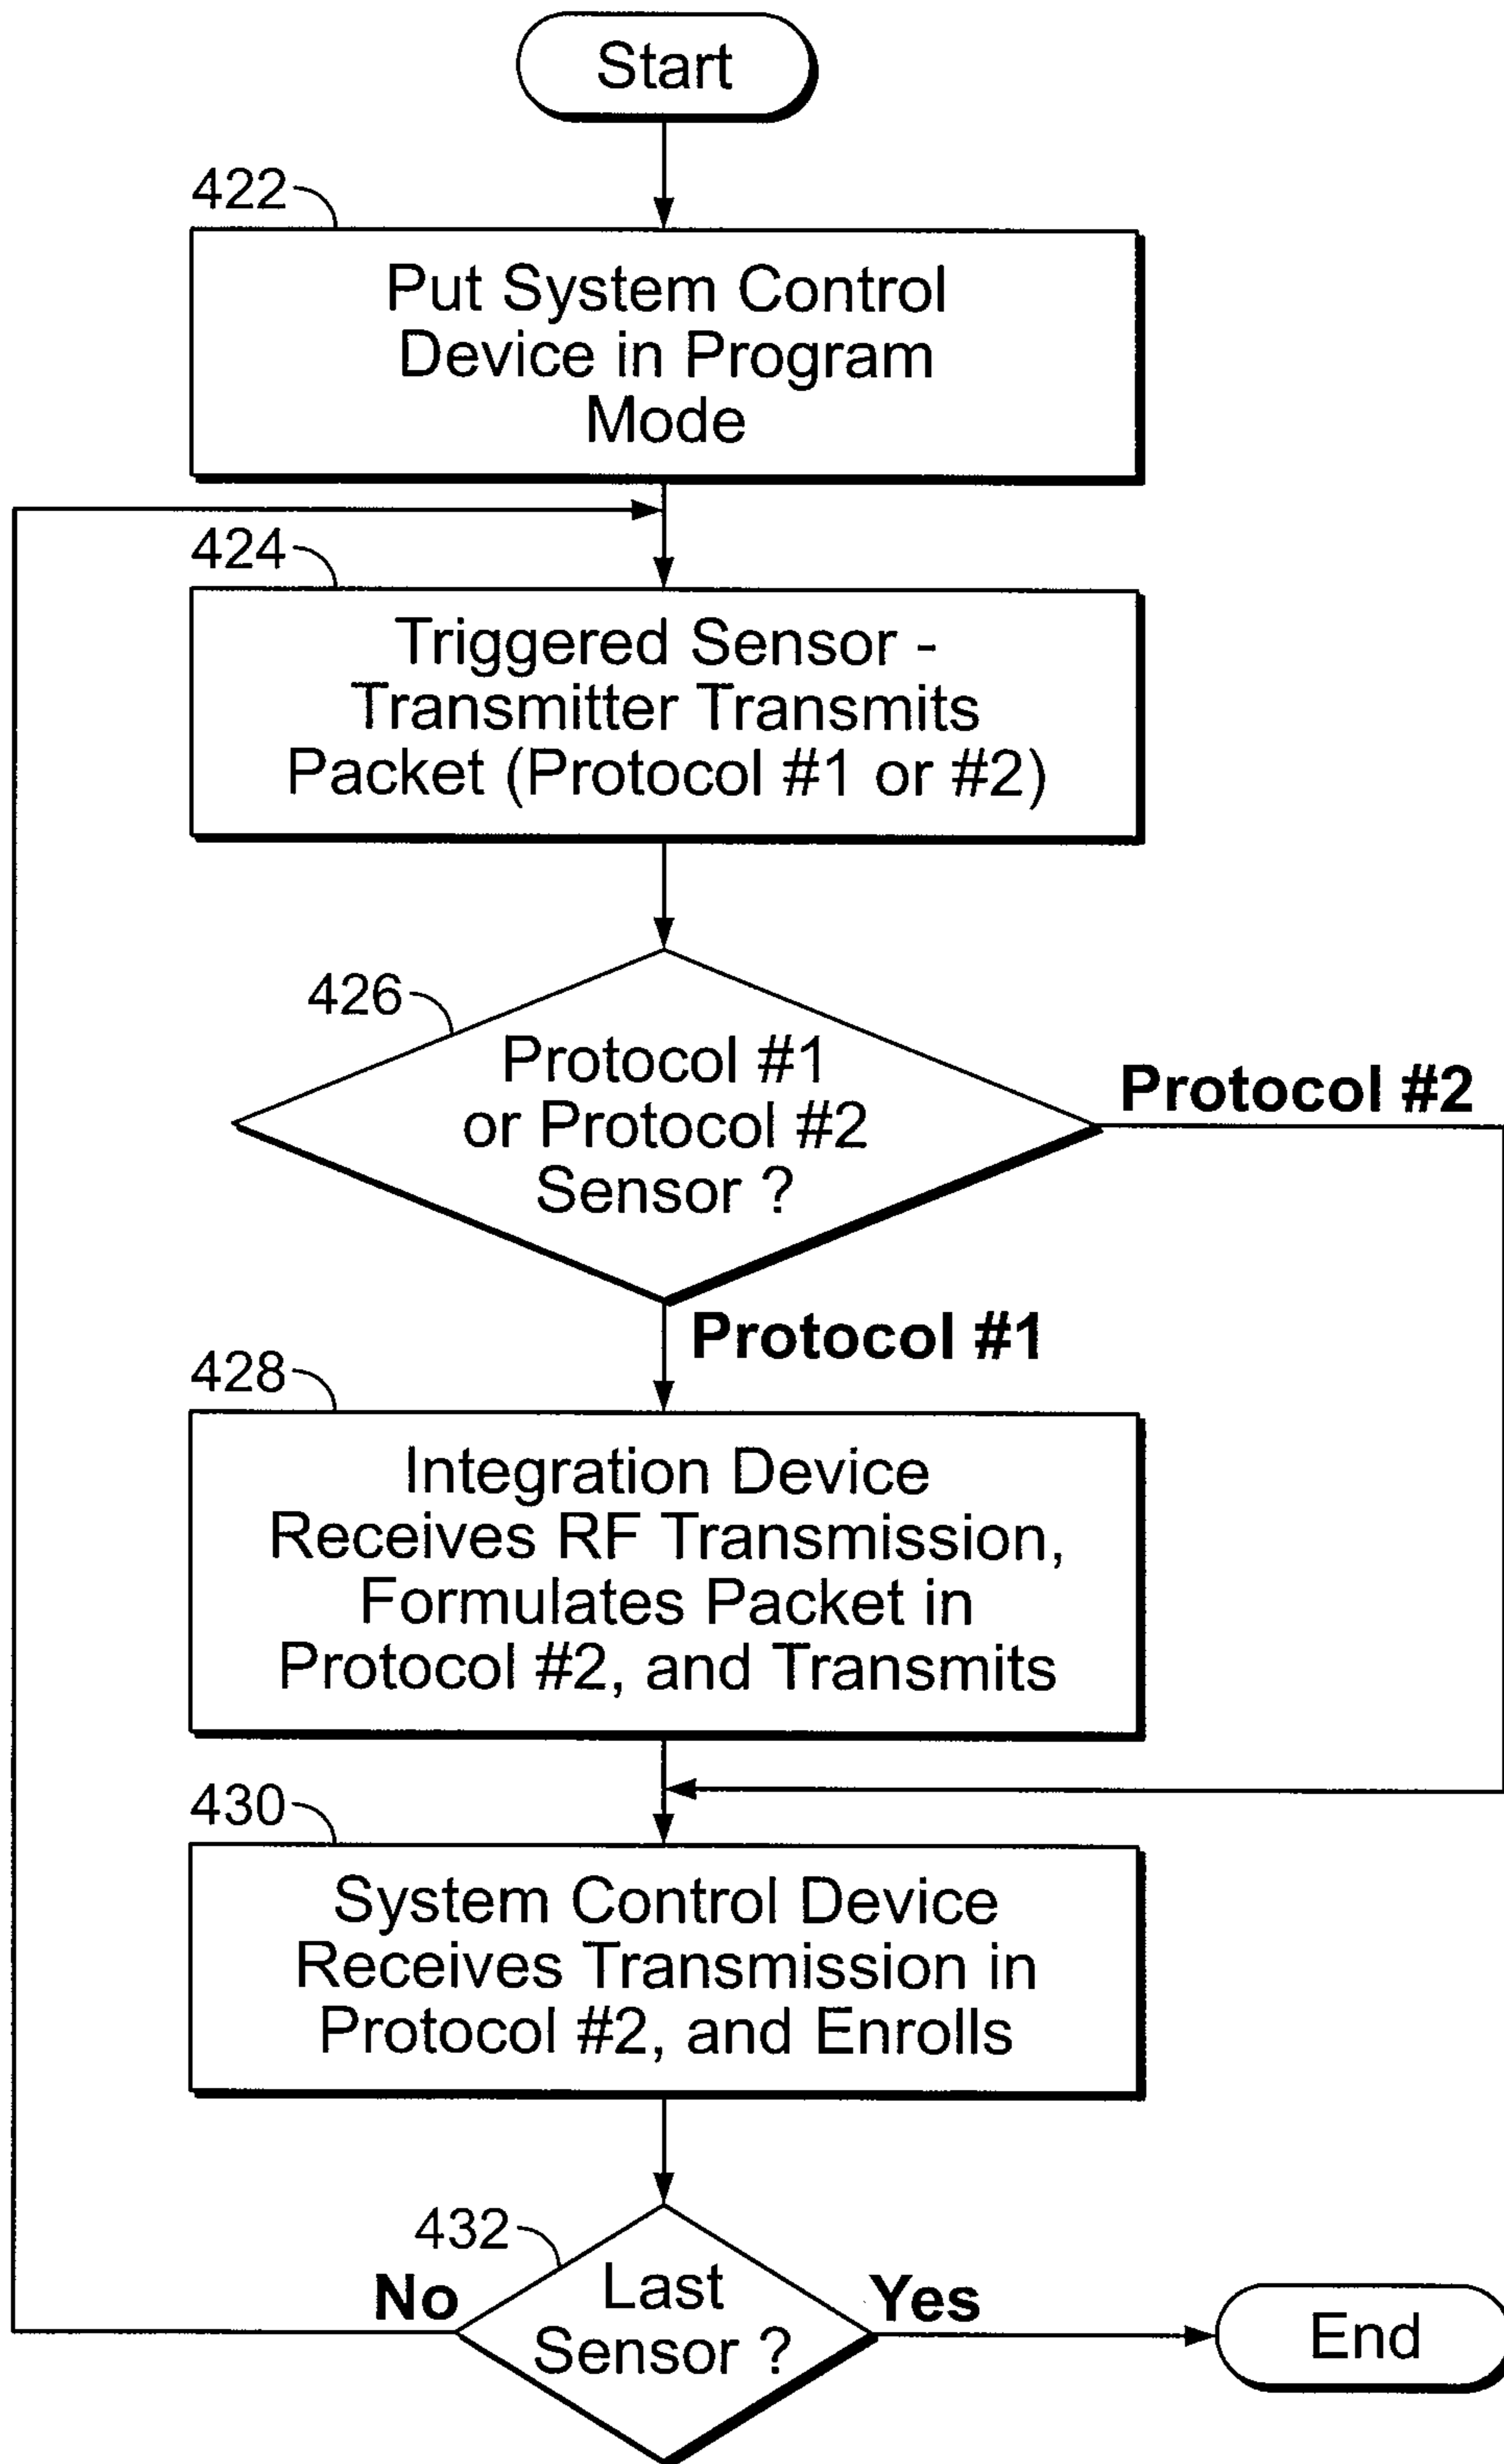 Start
422
Put System Control
Device in Program
Mode
424
Triggered Sensor -
Transmitter Transmits
Packet (Protocol #1 or #2)
426
Protocol #1
or Protocol #2
Sensor ?
Protocol #2
Protocol #1
428
Integration Device
Receives RF Transmission,
Formulates Packet in
Protocol #2, and Transmits
430
System Control Device
Receives Transmission in
Protocol #2, and Enrolls
432
Last
Sensor ?
No
Yes
End